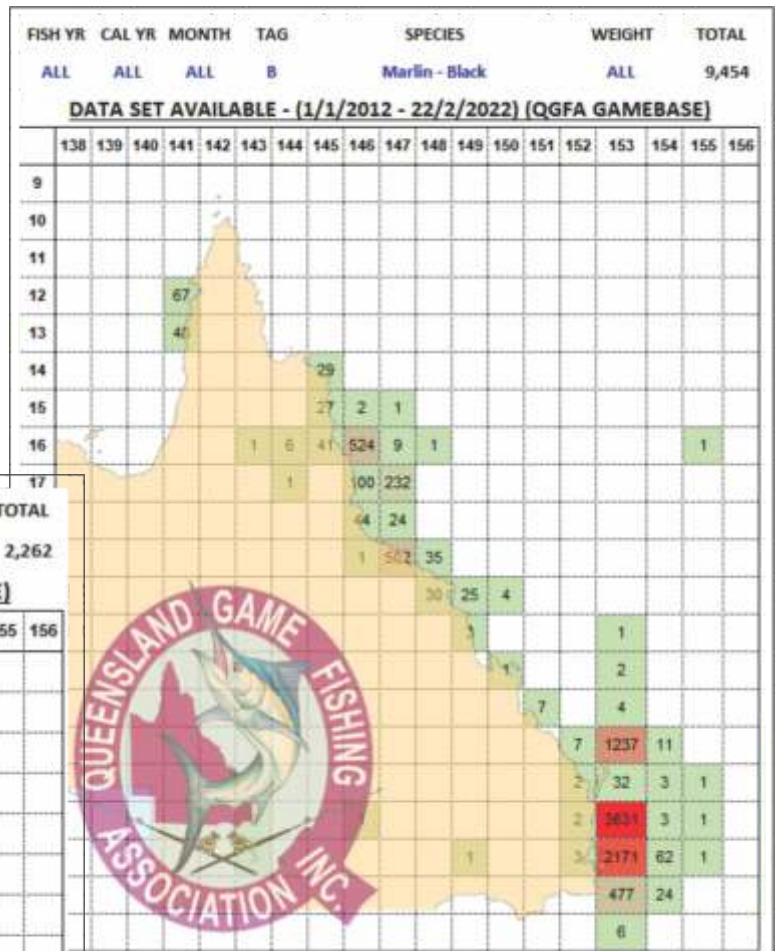 FISH YR CAL YR MONTH TAG SPECIES WEIGHT TOTAL
ALL ALL ALL B Marlin - Black ALL 9,454
DATA SET AVAILABLE - (1/1/2012 - 22/2/2022) (QGFA GAMEBASE)
138 139 140 141 142 143 144 145 146 147 148 149 150 151 152 153 154 155 156
9
10
11
12 67
13
14 29
15 27 2 1
16 1 6 41 524 9 1 1
17 1 232
TOTAL
24
2,262
1 35
E)
30 25 4
55 156
1
1 2
7 4
7 1237 11
2 32 3 1
2 3631 3 1
1 2171 62 1
477 24
6
QUEENSLAND GAME FISHING
ASSOCIATION INC.